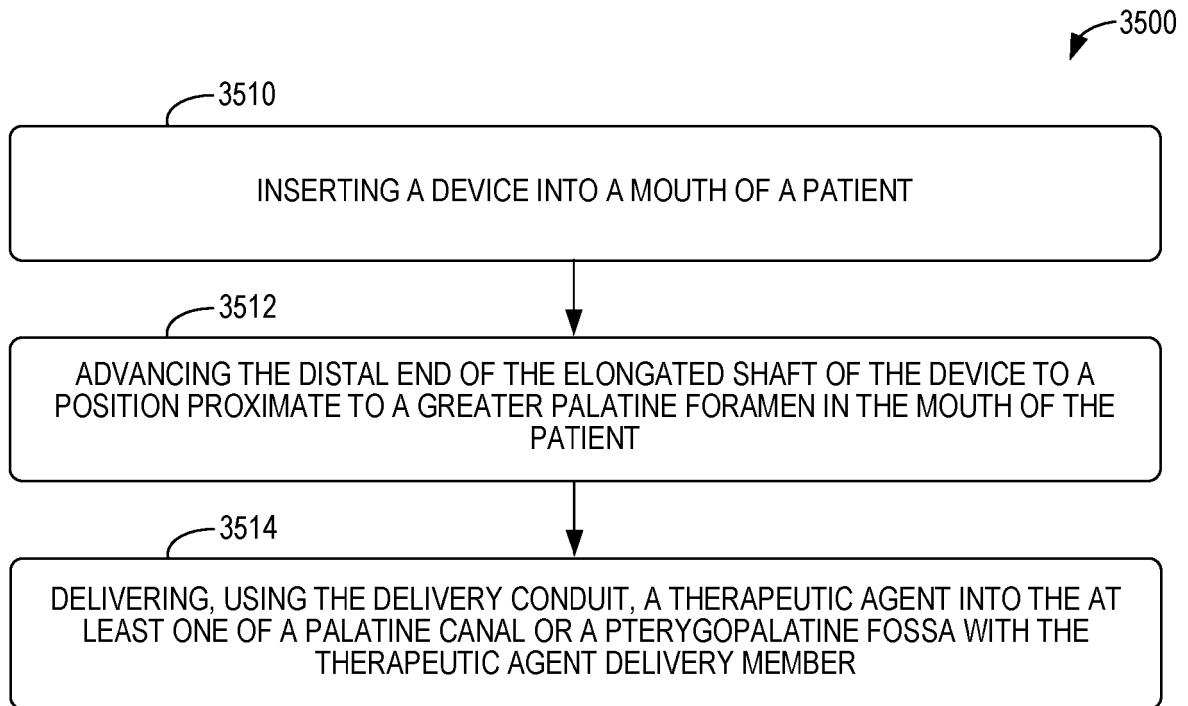 3500
3510
INSERTING A DEVICE INTO A MOUTH OF A PATIENT
3512
ADVANCING THE DISTAL END OF THE ELONGATED SHAFT OF THE DEVICE TO A
POSITION PROXIMATE TO A GREATER PALATINE FORAMEN IN THE MOUTH OF THE
PATIENT
3514
DELIVERING, USING THE DELIVERY CONDUIT, A THERAPEUTIC AGENT INTO THE AT
LEAST ONE OF A PALATINE CANAL OR A PTERYGOPALATINE FOSSA WITH THE
THERAPEUTIC AGENT DELIVERY MEMBER